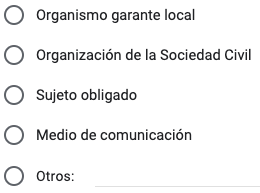 Organismo garante local
Organización de la Sociedad Civil
Sujeto obligado
Medio de comunicación
Otros: